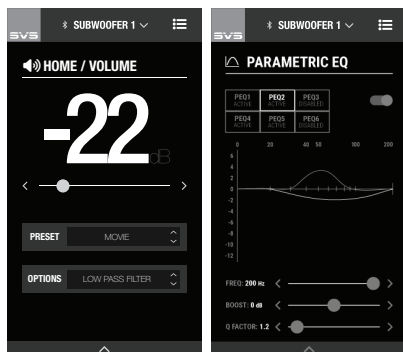 SVS
SUBWOOFER 1
HOME / VOLUME
-22
dB
PRESET MOVIE
OPTIONS LOW PASS FILTER
SVS
SUBWOOFER 1
PARAMETRIC EQ
PEQ1 PEQ2 PEQ3
ACTIVE ACTIVE DISABLED
PEQ4 PEQ5 PEQ6
ACTIVE ACTIVE DISABLED
0 20 40 50 100 200
6
4
2
0
-2
-4
-6
-8
-10
-12
FREQ: 200 Hz
BOOST: 0 dB
Q FACTOR: 1.2